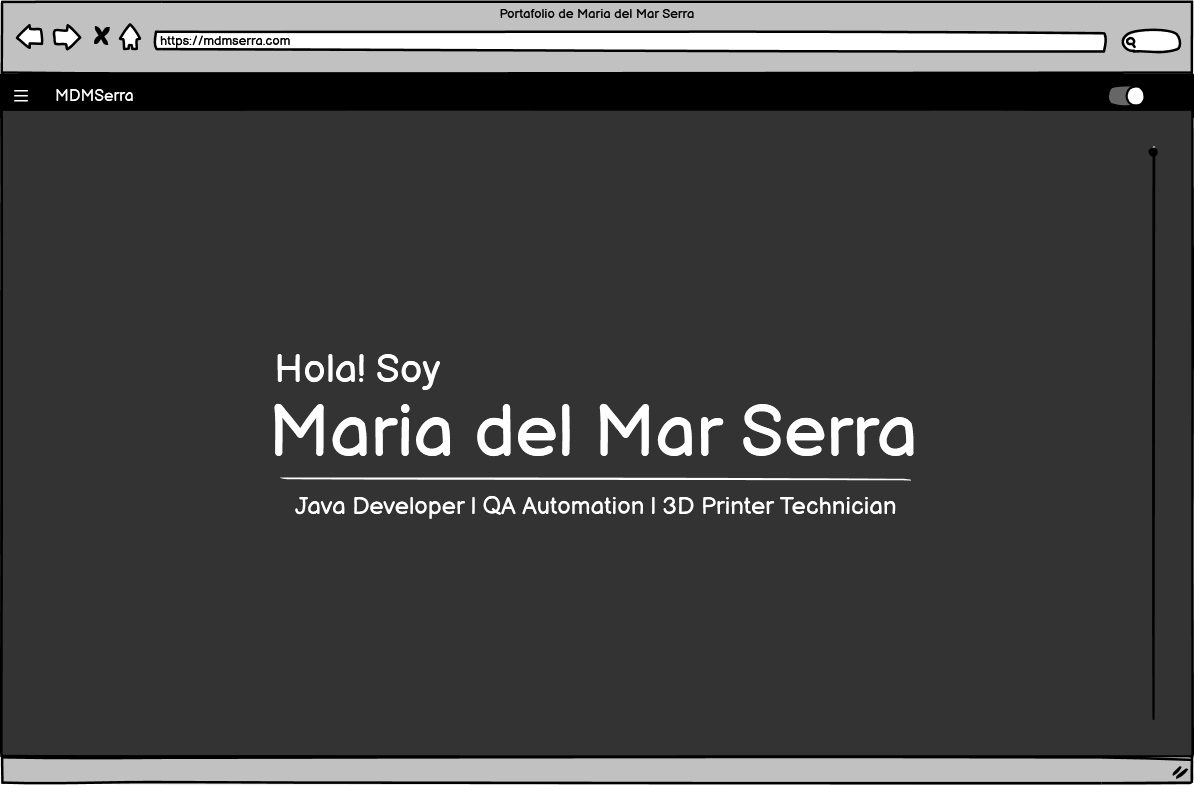 Portafolio de Maria del Mar Serra
https://mdmserra.com
MDMSerra
Hola! Soy
Maria del Mar Serra
Java Developer | QA Automation | 3D Printer Technician